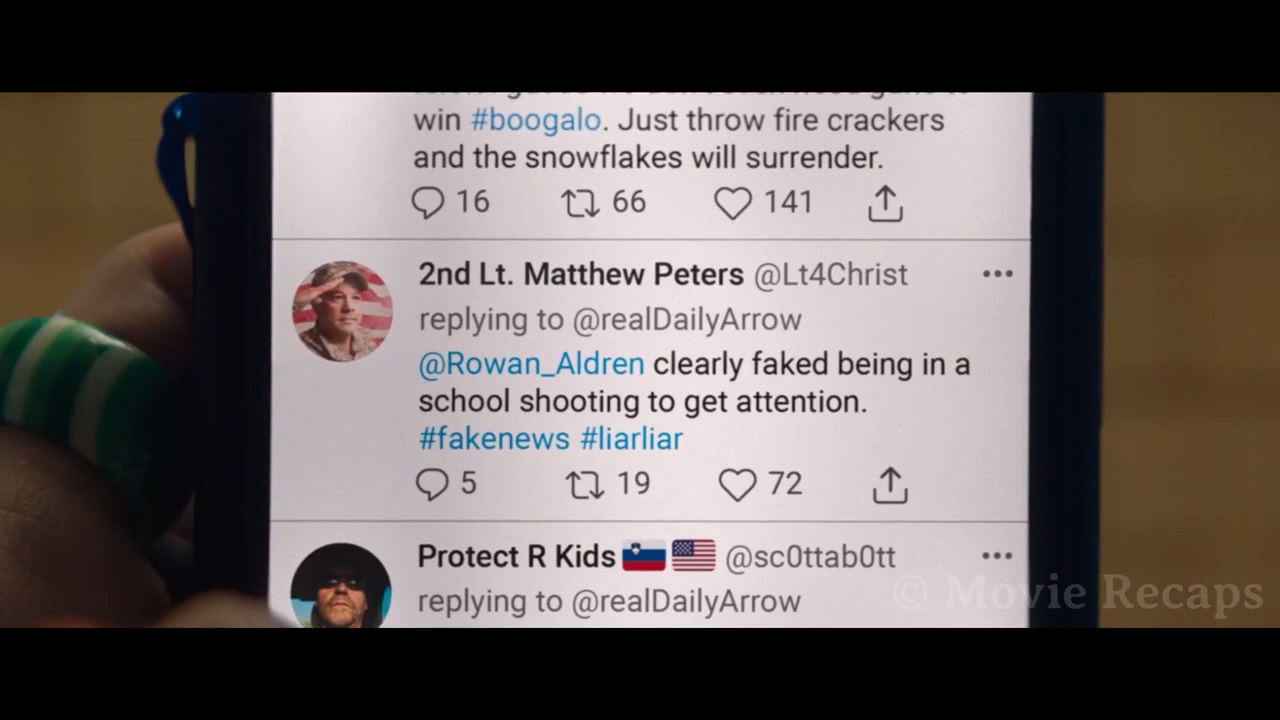 win #boogalo. Just throw fire crackers
and the snowflakes will surrender.
16 66 141
2nd Lt. Matthew Peters @Lt4Christ
replying to @realDailyArrow
@Rowan_Aldren clearly faked being in a
school shooting to get attention.
#fakenews #liarliar
5 19 72
Protect R Kids @sc0ttab0tt
replying to @realDailyArrow
© Movie Recaps